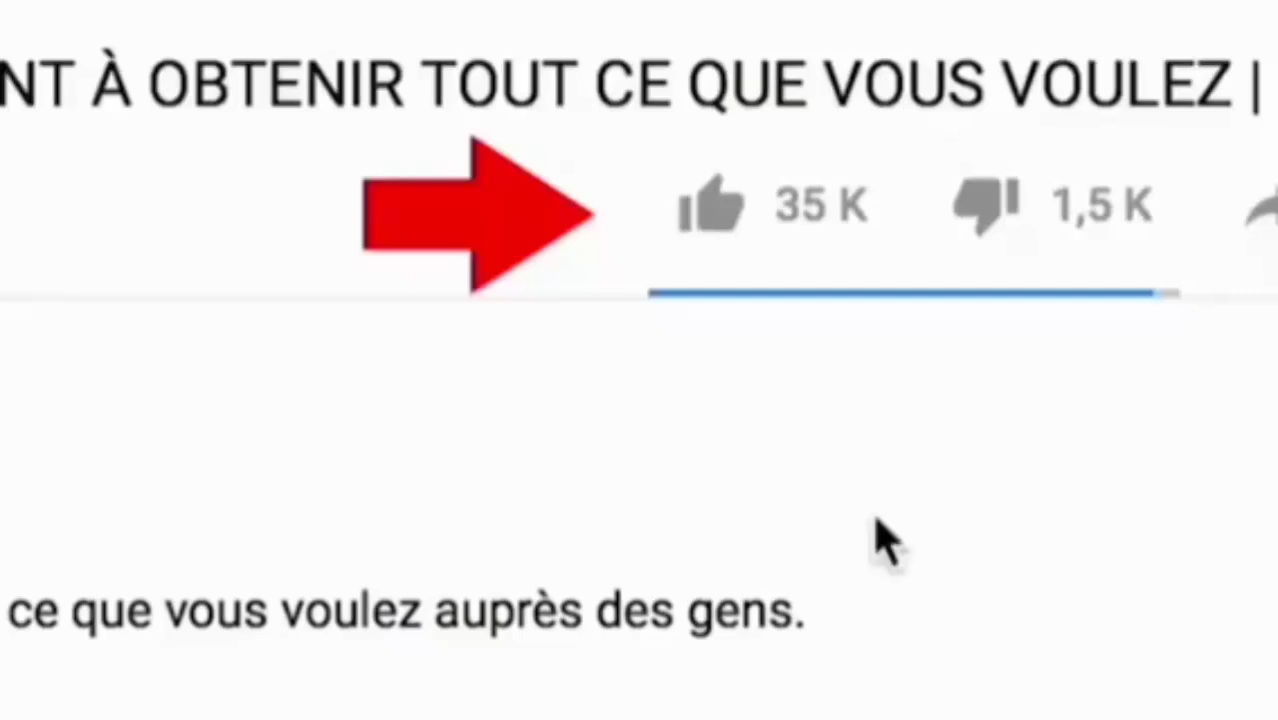 NT À OBTENIR TOUT CE QUE VOUS VOULEZ |
35 K 1,5 K
ce que vous voulez auprès des gens.